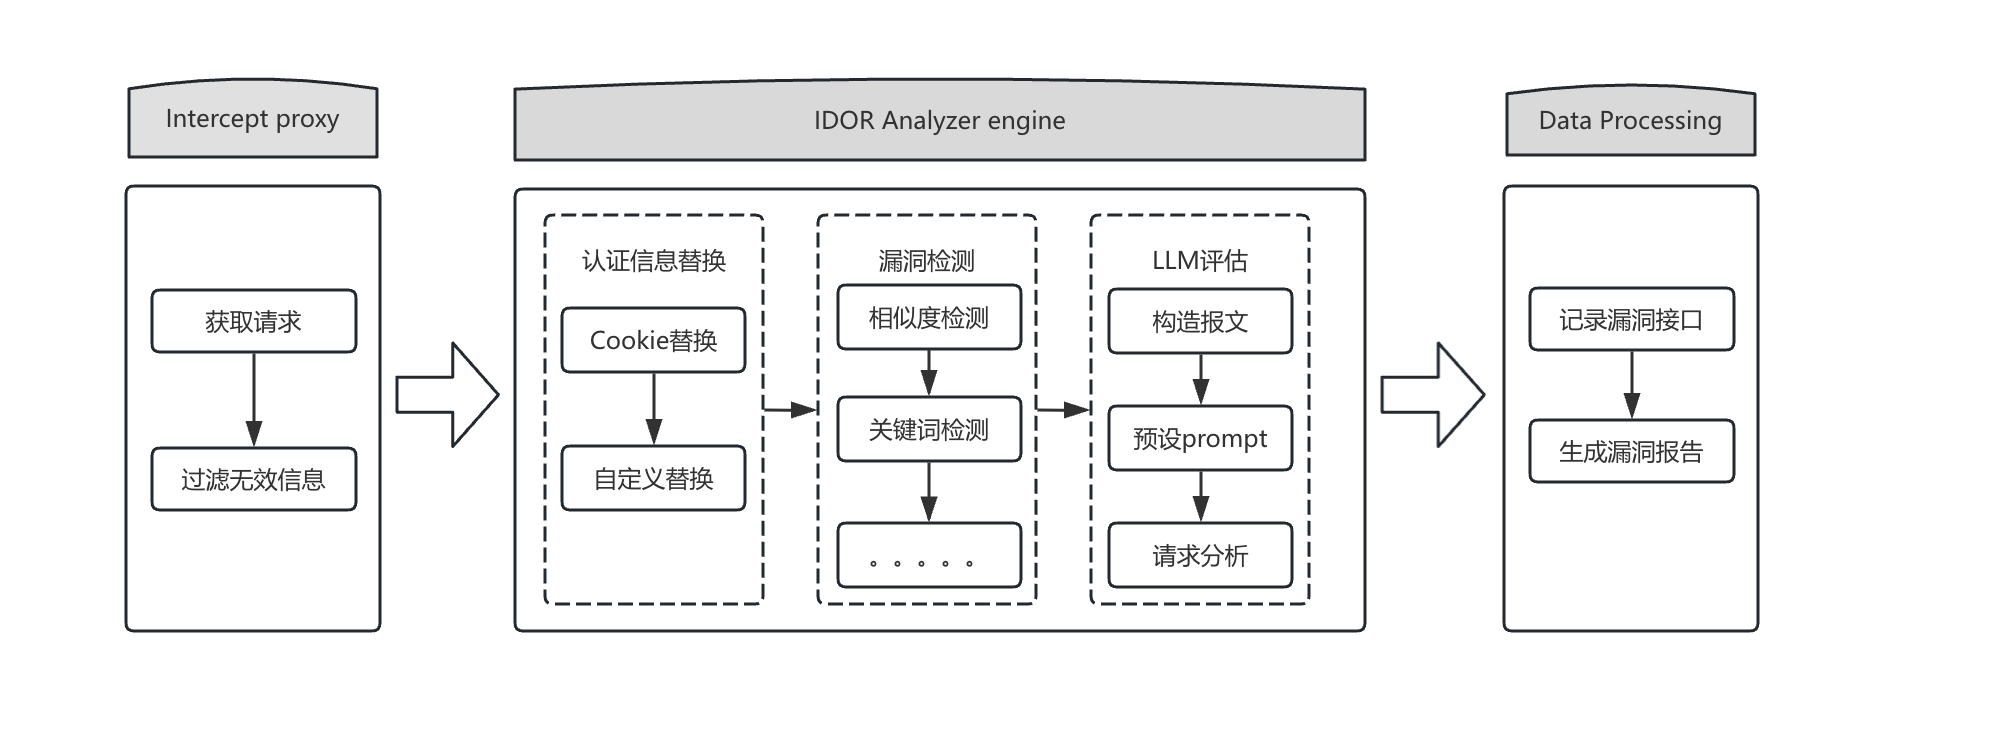 Intercept proxy
获取请求
过滤无效信息
IDOR Analyzer engine
认证信息替换
Cookie替换
自定义替换
漏洞检测
相似度检测
关键词检测
。。。。。
LLM评估
构造报文
预设prompt
请求分析
Data Processing
记录漏洞接口
生成漏洞报告